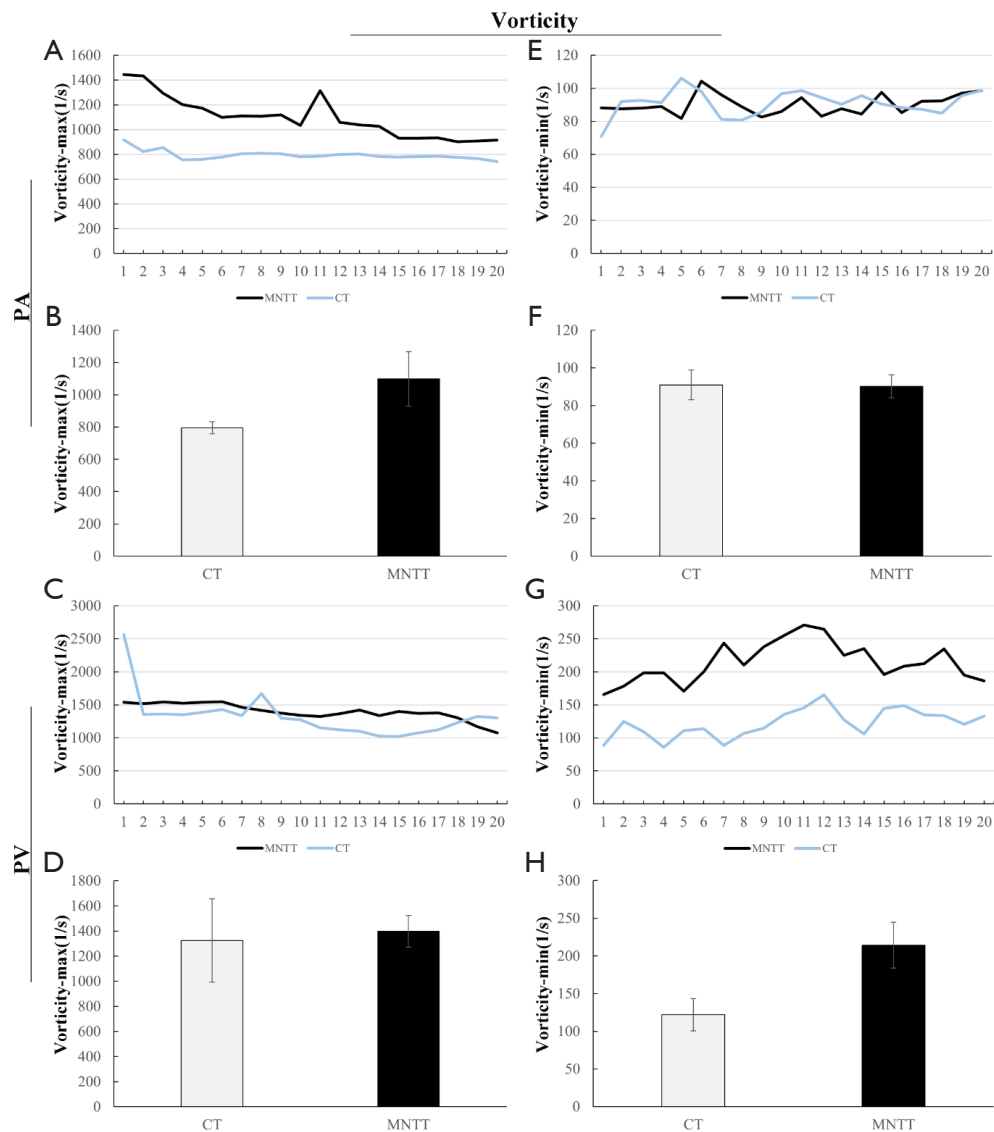 Vorticity
PA
PV
A
Vorticity-max(1/s)
1600
1400
1200
1000
800
600
400
200
0
1 2 3 4 5 6 7 8 9 10 11 12 13 14 15 16 17 18 19 20
MNTT CT
B
Vorticity-max(1/s)
1400
1200
1000
800
600
400
200
0
CT MNTT
C
Vorticity-max(1/s)
3000
2500
2000
1500
1000
500
0
1 2 3 4 5 6 7 8 9 10 11 12 13 14 15 16 17 18 19 20
MNTT CT
D
Vorticity-max(1/s)
1800
1600
1400
1200
1000
800
600
400
200
0
CT MNTT
E
Vorticity-min(1/s)
120
100
80
60
40
20
0
1 2 3 4 5 6 7 8 9 10 11 12 13 14 15 16 17 18 19 20
MNTT CT
F
Vorticity-min(1/s)
120
100
80
60
40
20
0
CT MNTT
G
Vorticity-min(1/s)
300
250
200
150
100
50
0
1 2 3 4 5 6 7 8 9 10 11 12 13 14 15 16 17 18 19 20
MNTT CT
H
Vorticity-min(1/s)
300
250
200
150
100
50
0
CT MNTT